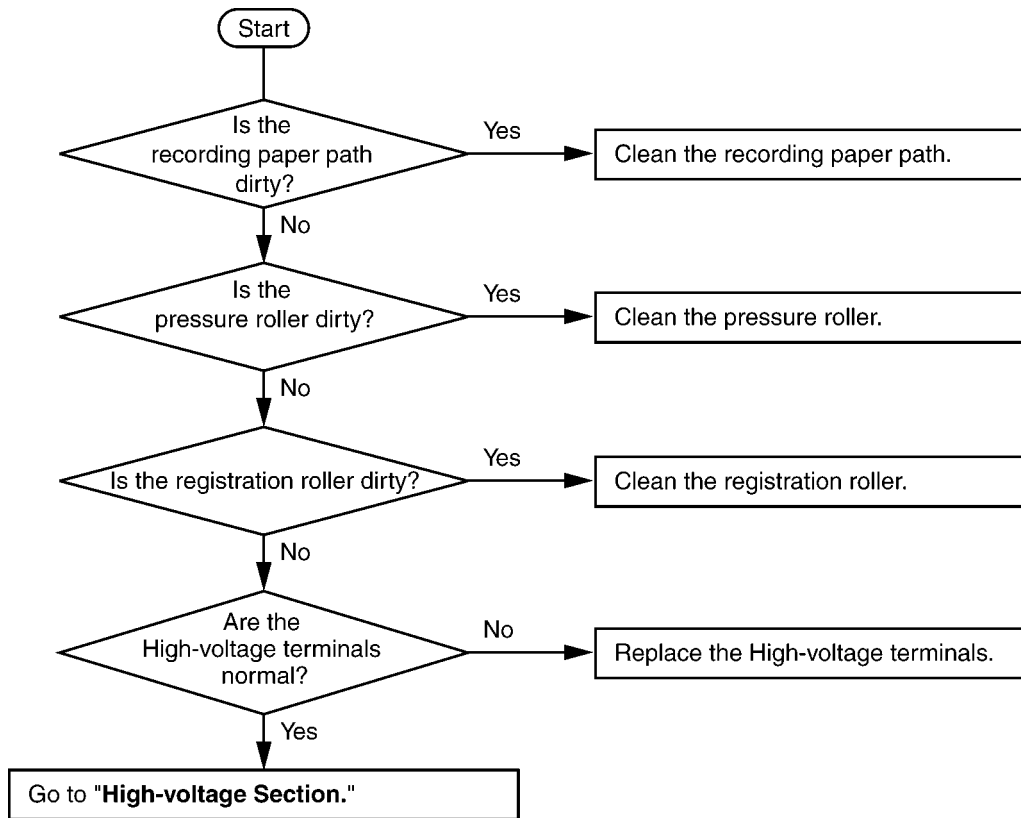 Start
Is the
recording paper path
dirty?
Yes
Clean the recording paper path.
No
Is the
pressure roller dirty?
Yes
Clean the pressure roller.
No
Is the registration roller dirty?
Yes
Clean the registration roller.
No
Are the
High-voltage terminals
normal?
No
Replace the High-voltage terminals.
Yes
Go to "High-voltage Section."